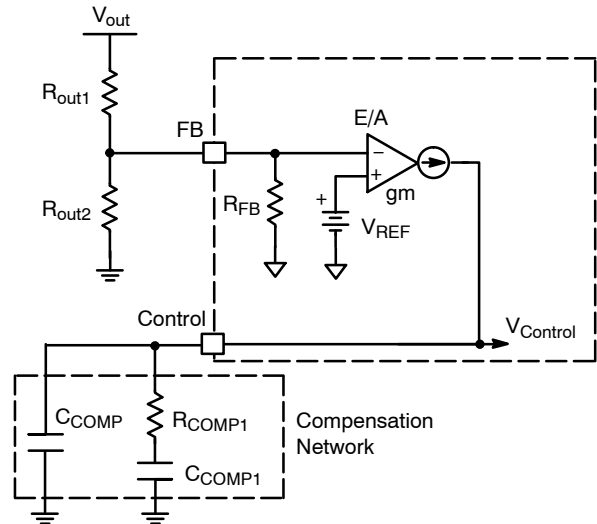 Vout
Rout1
FB
E/A
−
+
gm
Rout2
RFB
+
VREF
Control
VControl
CCOMP
RCOMP1
CCOMP1
Compensation
Network